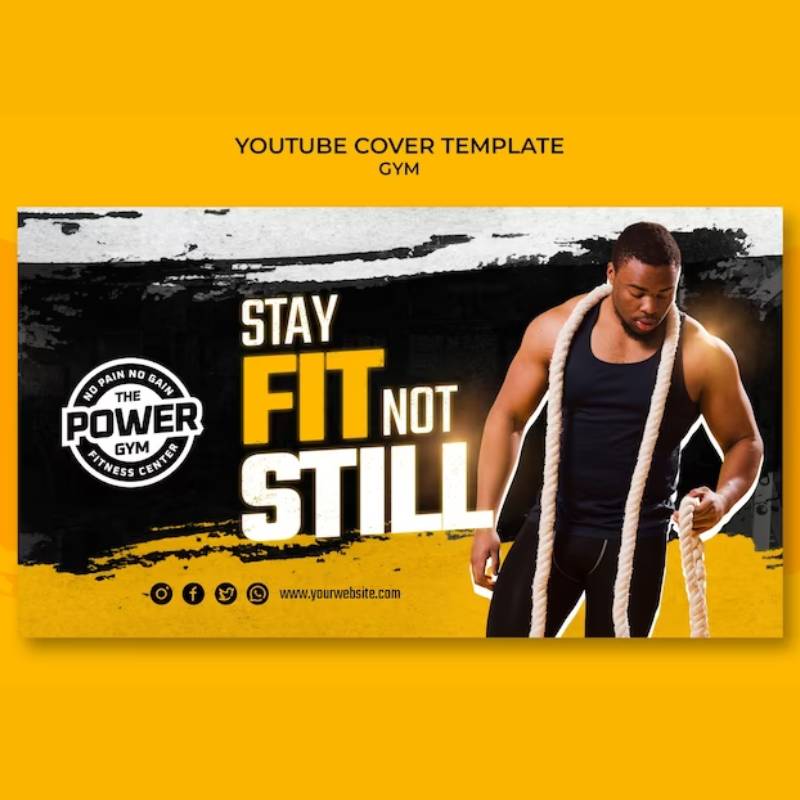 YOUTUBE COVER TEMPLATE
GYM
STAY
FIT NOT
STILL
NO PAIN NO GAIN
THE
POWER
GYM
FITNESS CENTER
www.yourwebsite.com